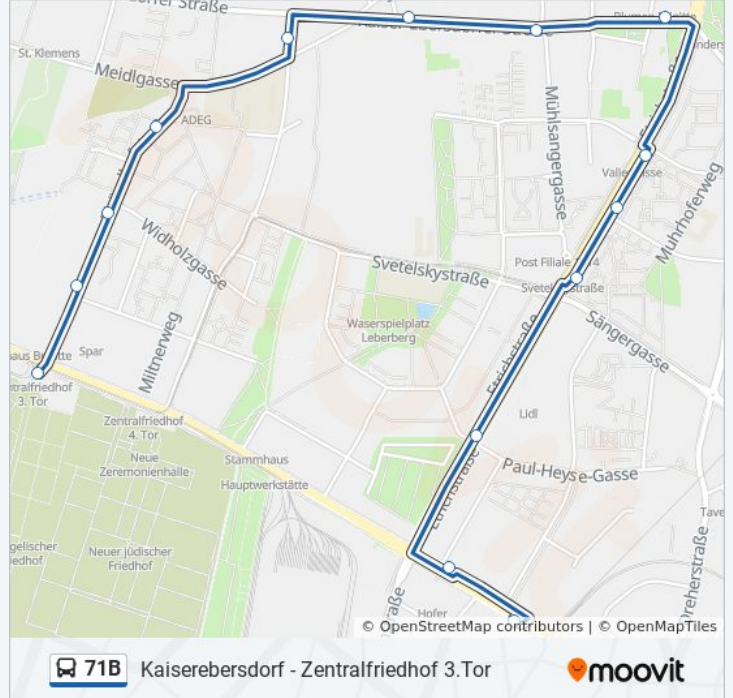 St. Klemens
Meidlgasse
ADEG
Mühlsangergasse
Muhrhoferweg
Widholzgasse
Svetelskystraße
Post Filiale
Sängergasse
Waserspielplatz
Leberberg
Miltnerweg
Spar
3. Tor
Etrichstraße
Lidl
Zentralfriedhof
4. Tor
Neue
Zeremonienhalle
Stammhaus
Hauptwerkstätte
Paul-Heyse-Gasse
Etrichstraße
Neuer jüdischer
Friedhof
Hofer
© OpenStreetMap contributors | © OpenMapTiles
71B Kaiserebersdorf - Zentralfriedhof 3.Tor
moovit